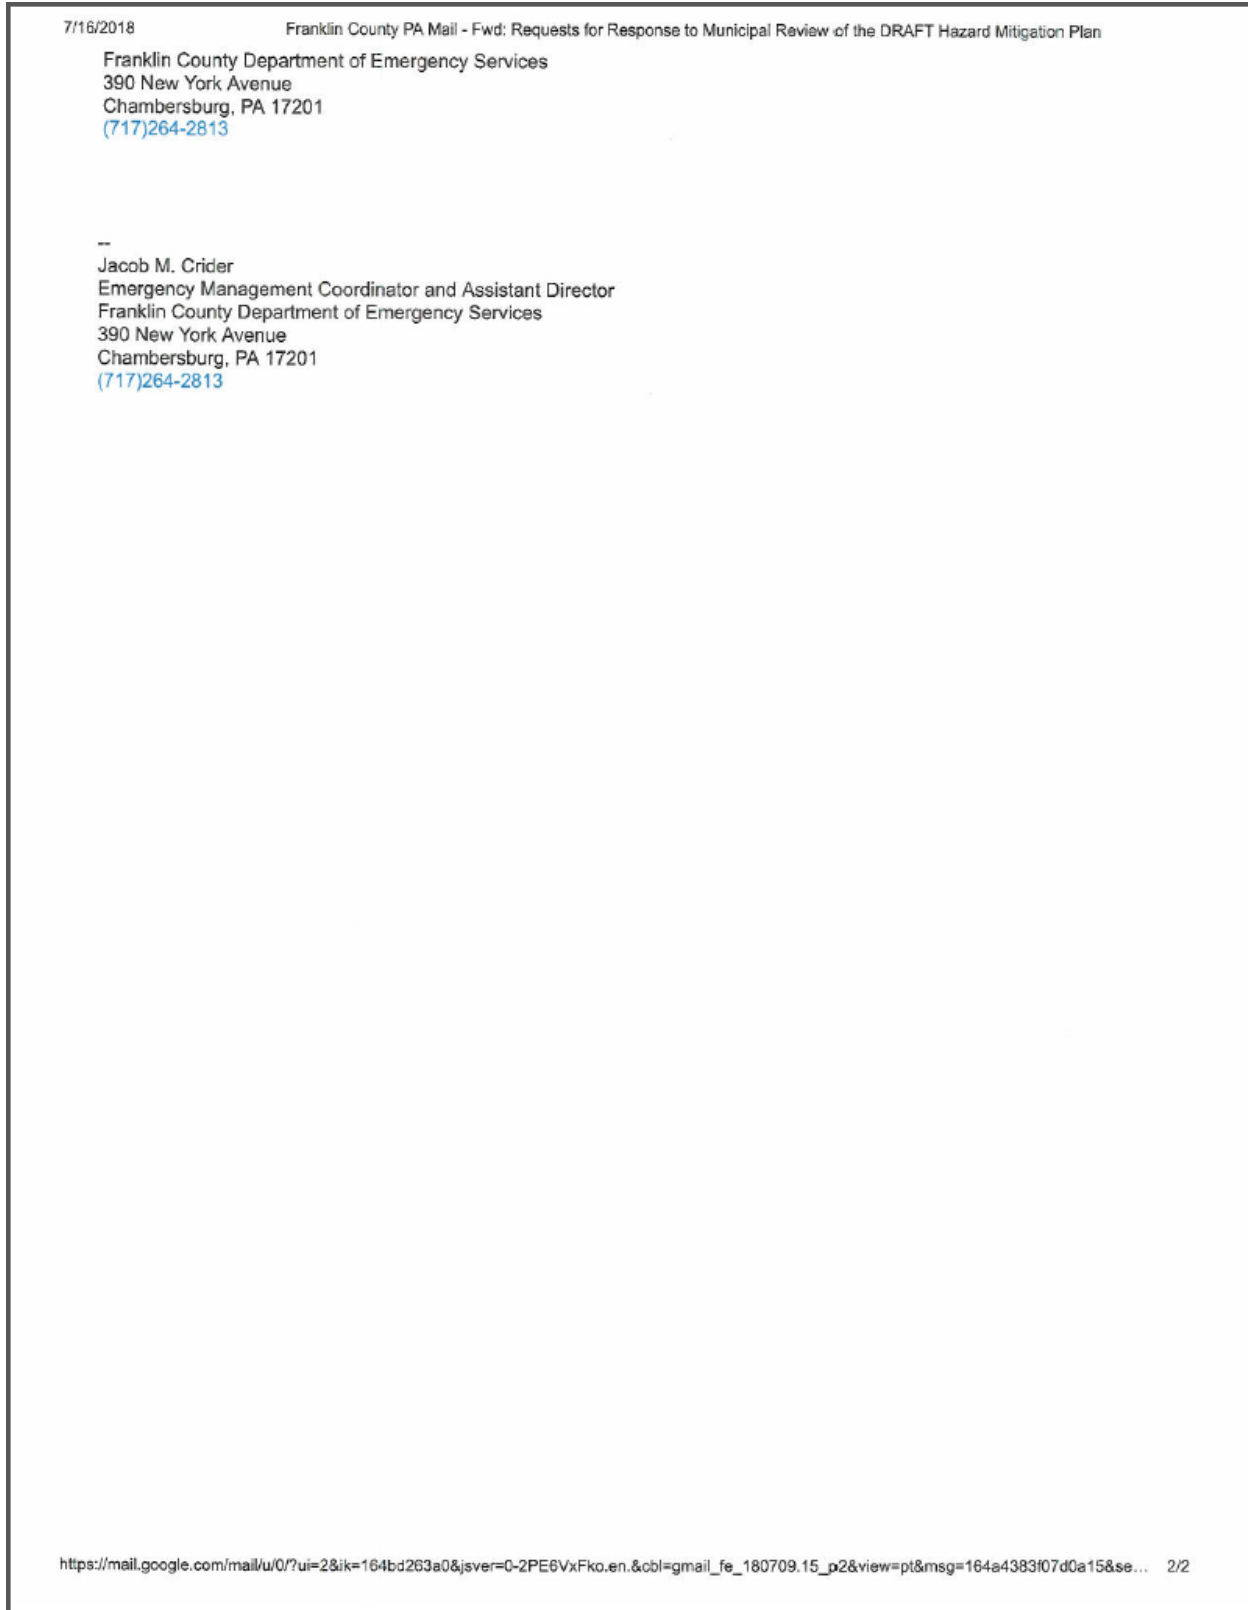 7/16/2018 Franklin County PA Mail - Fwd: Requests for Response to Municipal Review of the DRAFT Hazard Mitigation Plan
Franklin County Department of Emergency Services
390 New York Avenue
Chambersburg, PA 17201
(717)264-2813
--
Jacob M. Crider
Emergency Management Coordinator and Assistant Director
Franklin County Department of Emergency Services
390 New York Avenue
Chambersburg, PA 17201
(717)264-2813
https://mail.google.com/mail/u/0/?ui=2&ik=164bd263a0&jsver=0-2PE6VxFko.en.&cbl=gmail_fe_180709.15_p2&view=pt&msg=164a4383f07d0a15&se... 2/2